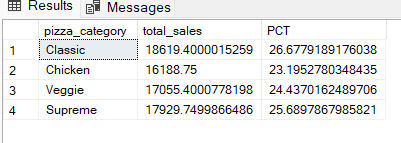 Results Messages
pizza_category total_sales PCT
1 Classic 18619.4000015259 26.6779189176038
2 Chicken 16188.75 23.1952780348435
3 Veggie 17055.4000778198 24.4370162489706
4 Supreme 17929.7499866486 25.6897867985821